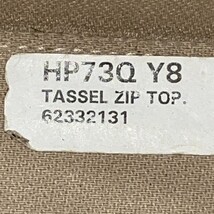 HP73Q Y8
TASSEL ZIP TOP.
62332131